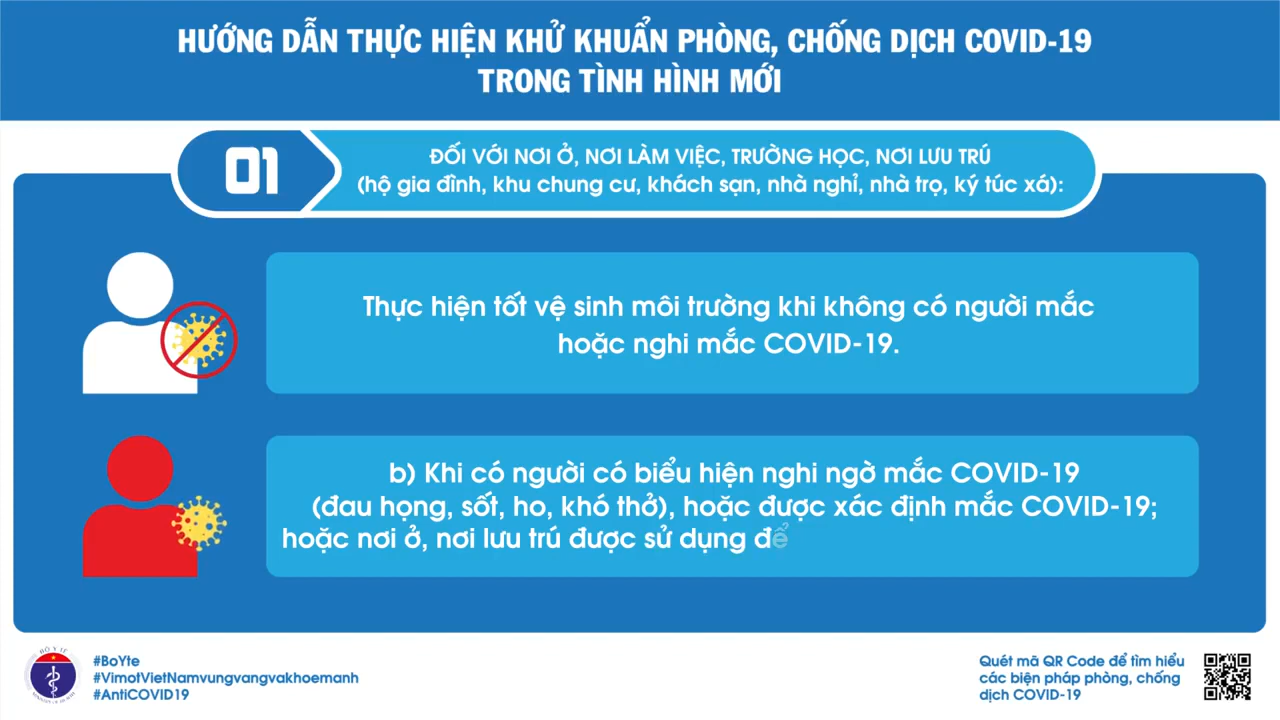 HƯỚNG DẪN THỰC HIỆN KHỬ KHUẨN PHÒNG, CHỐNG DỊCH COVID-19
TRONG TÌNH HÌNH MỚI
01
ĐỐI VỚI NƠI Ở, NƠI LÀM VIỆC, TRƯỜNG HỌC, NƠI LƯU TRÚ
(hộ gia đình, khu chung cư, khách sạn, nhà nghỉ, nhà trọ, ký túc xá):
Thực hiện tốt vệ sinh môi trường khi không có người mắc
hoặc nghi mắc COVID-19.
b) Khi có người có biểu hiện nghi ngờ mắc COVID-19
(đau họng, sốt, ho, khó thở), hoặc được xác định mắc COVID-19;
hoặc nơi ở, nơi lưu trú được sử dụng để
BỘ Y TẾ
#BoYte
#VimotVietNamvungvangvakhoemanh
#AntiCOVID19
Quét mã QR Code để tìm hiểu
các biện pháp phòng, chống
dịch COVID-19